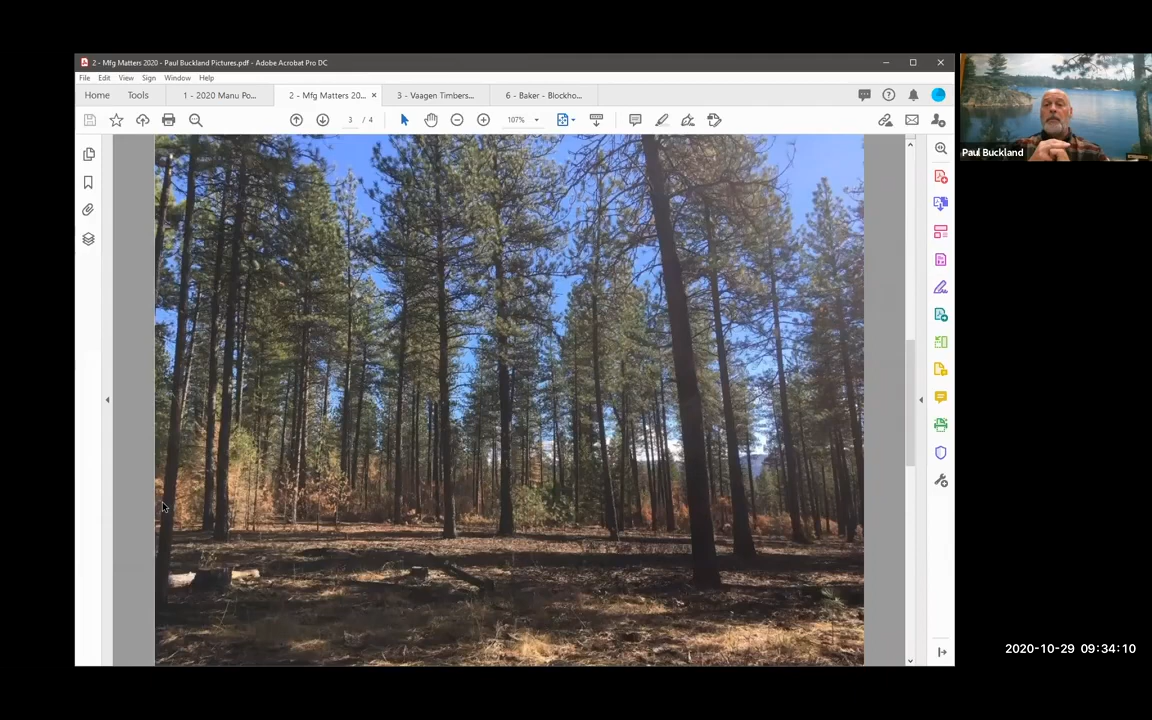 2 - Mfg Matters 2020 - Paul Buckland Pictures.pdf - Adobe Acrobat Pro DC
File Edit View Sign Window Help
Home Tools 1 - 2020 Manu Po... 2 - Mfg Matters 20... × 3 - Vaagen Timbers... 6 - Baker - Blockho...
3 / 4 107%
Paul Buckland
2020-10-29 09:34:10